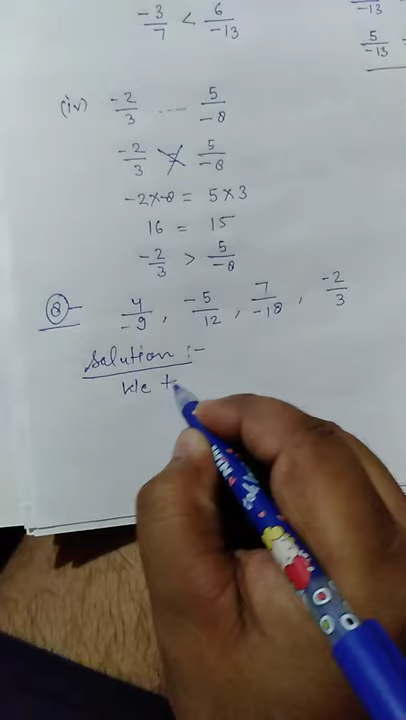 -3/7 < 6/-13
-13
5/-13
(iv) -2/3 .... 5/-8
-2/3 5/-8
-2×-8 = 5×3
16 = 15
-2/3 > 5/-8
Q- 4/-9, -5/12, 7/-18, -2/3
Solution :-
We t